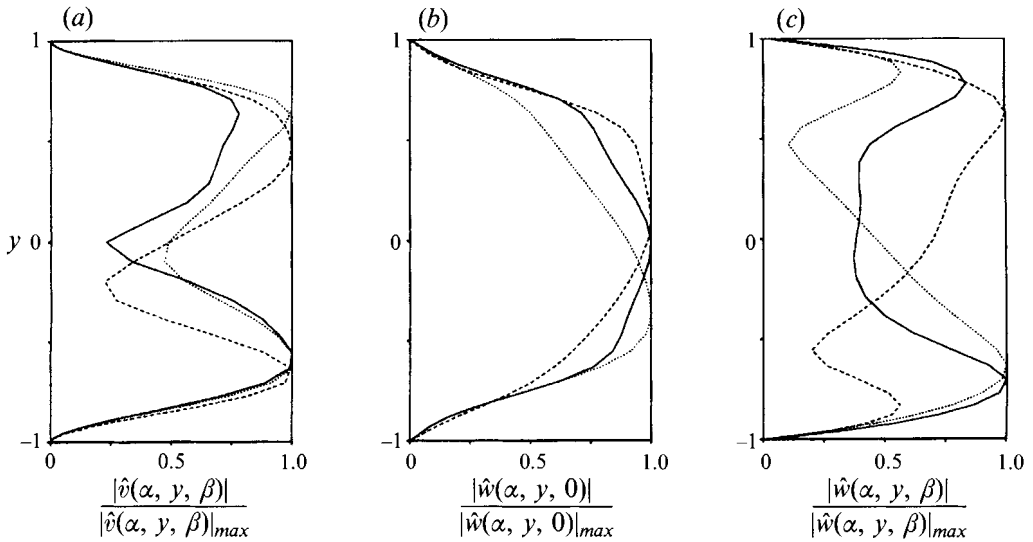 (a)
1
y 0
−1
0 0.5 1.0
|v̂(α, y, β)|
|v̂(α, y, β)|max
(b)
1
0
−1
0 0.5 1.0
|ŵ(α, y, 0)|
|ŵ(α, y, 0)|max
(c)
1
0
−1
0 0.5 1.0
|ŵ(α, y, β)|
|ŵ(α, y, β)|max